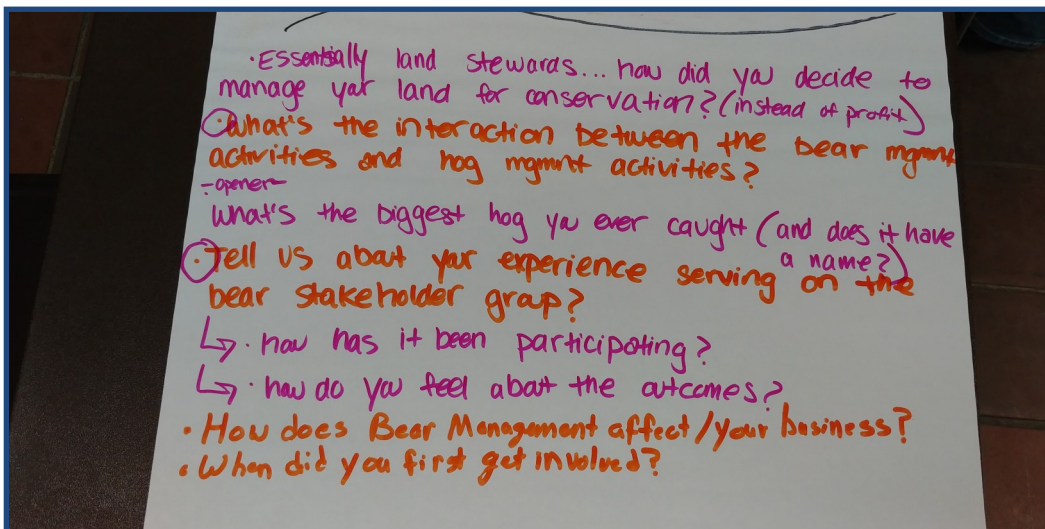 · Essentially land stewards... how did you decide to
manage your land for conservation? (instead of profit)
· What's the interaction between the bear mgmnt
activities and hog mgmnt activities?
- opener -
What's the biggest hog you ever caught (and does it have
a name?)
· Tell us about your experience serving on the
bear stakeholder group?
↳ · how has it been participating?
↳ · how do you feel about the outcomes?
· How does Bear Management affect/your business?
· When did you first get involved?